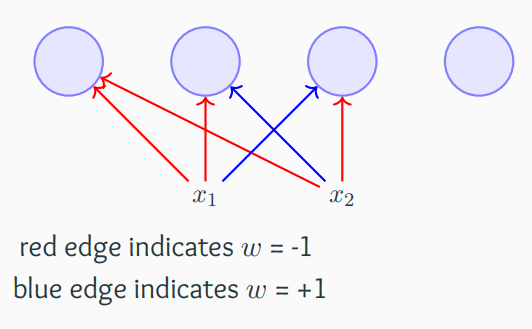 x₁ x₂
red edge indicates w = -1
blue edge indicates w = +1